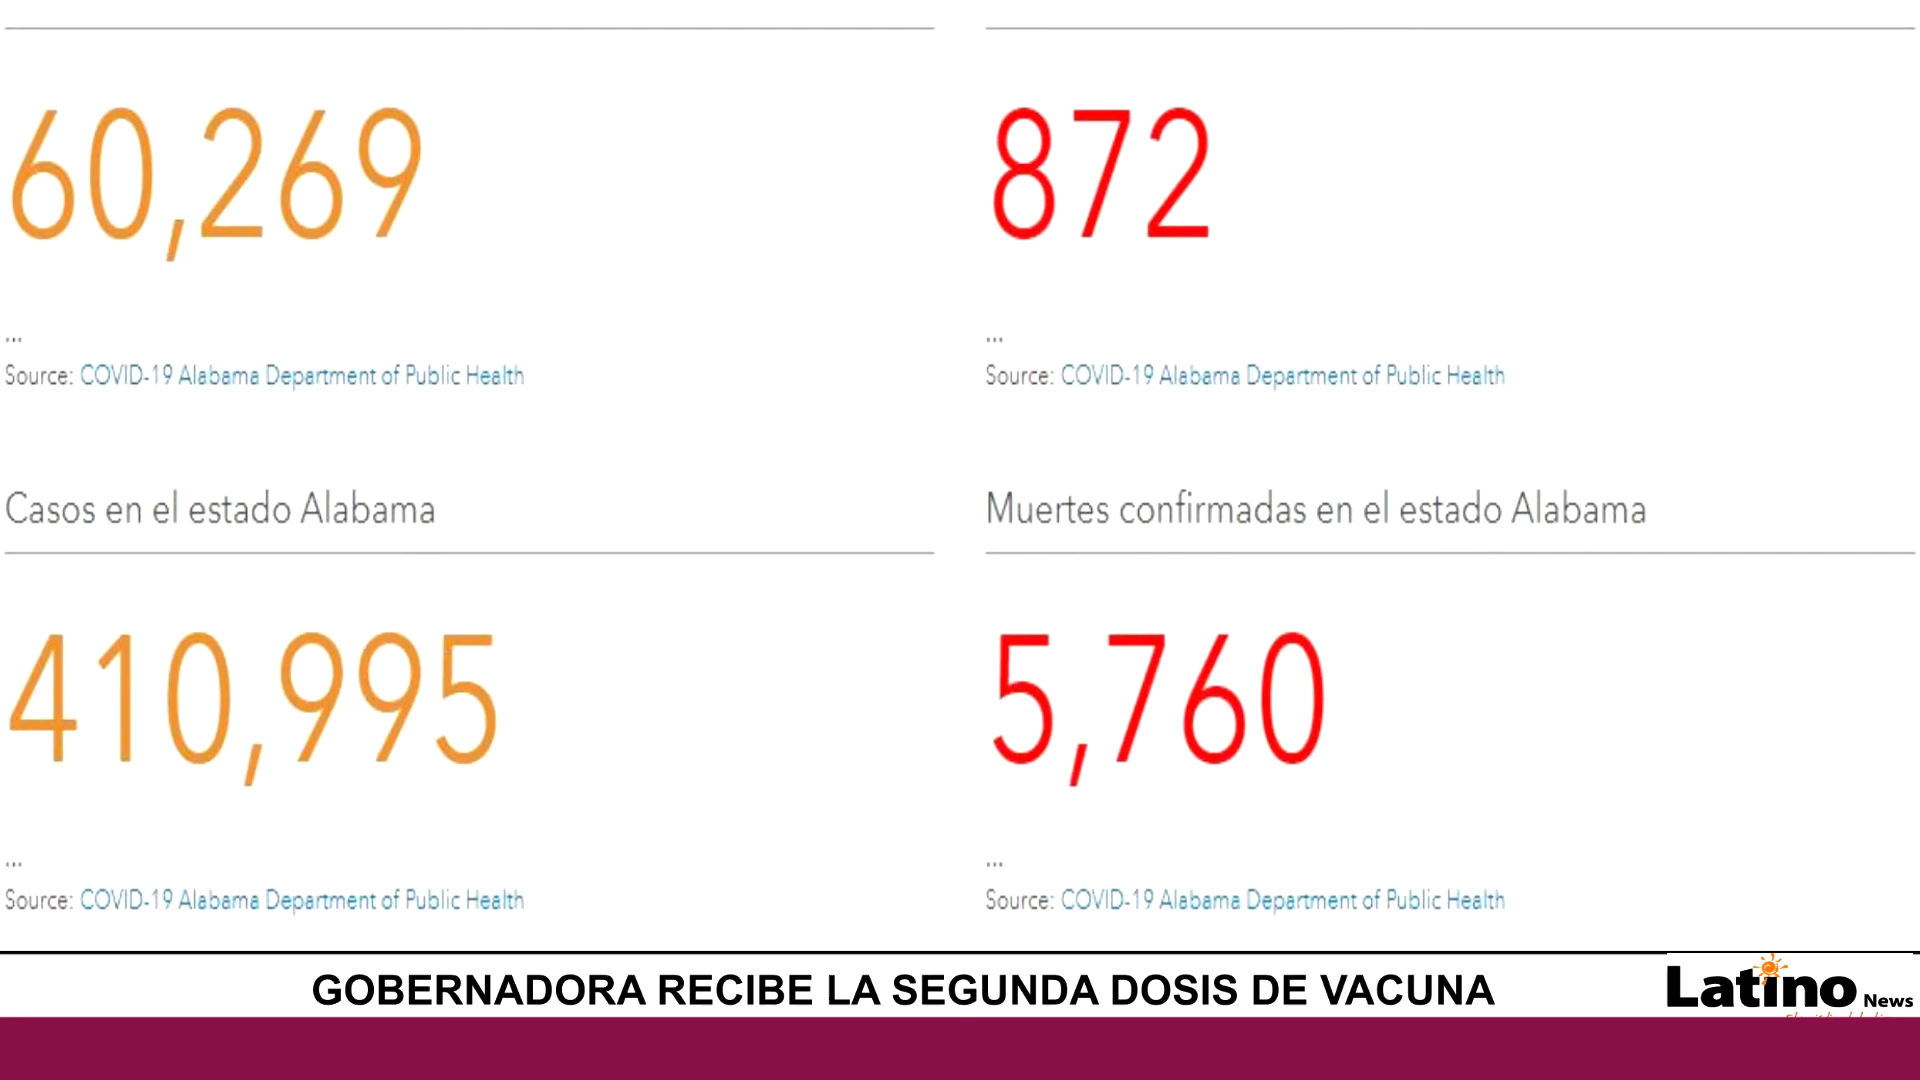 60,269
872
...
...
Source: COVID-19 Alabama Department of Public Health
Source: COVID-19 Alabama Department of Public Health
Casos en el estado Alabama
Muertes confirmadas en el estado Alabama
410,995
5,760
...
...
Source: COVID-19 Alabama Department of Public Health
Source: COVID-19 Alabama Department of Public Health
GOBERNADORA RECIBE LA SEGUNDA DOSIS DE VACUNA
Latino News